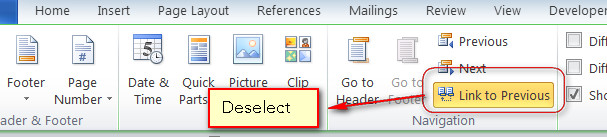 Home Insert Page Layout References Mailings Review View Developer
Footer
Page
Number
Date &
Time
Quick
Parts
Picture
Clip
Go to
Header
Go to
Footer
Previous
Next
Link to Previous
Diff
Diff
Sho
Deselect
ader & Footer
Navigation